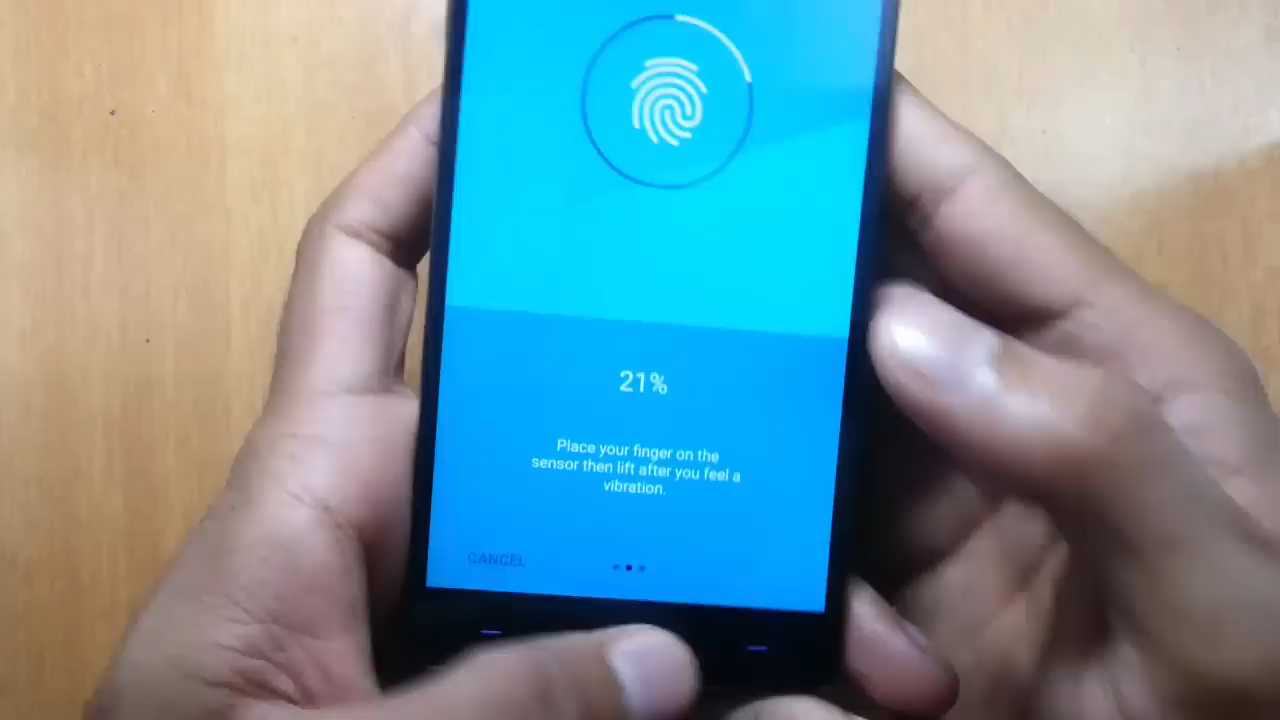 21%
Place your finger on the
sensor then lift after you feel a
vibration.
CANCEL